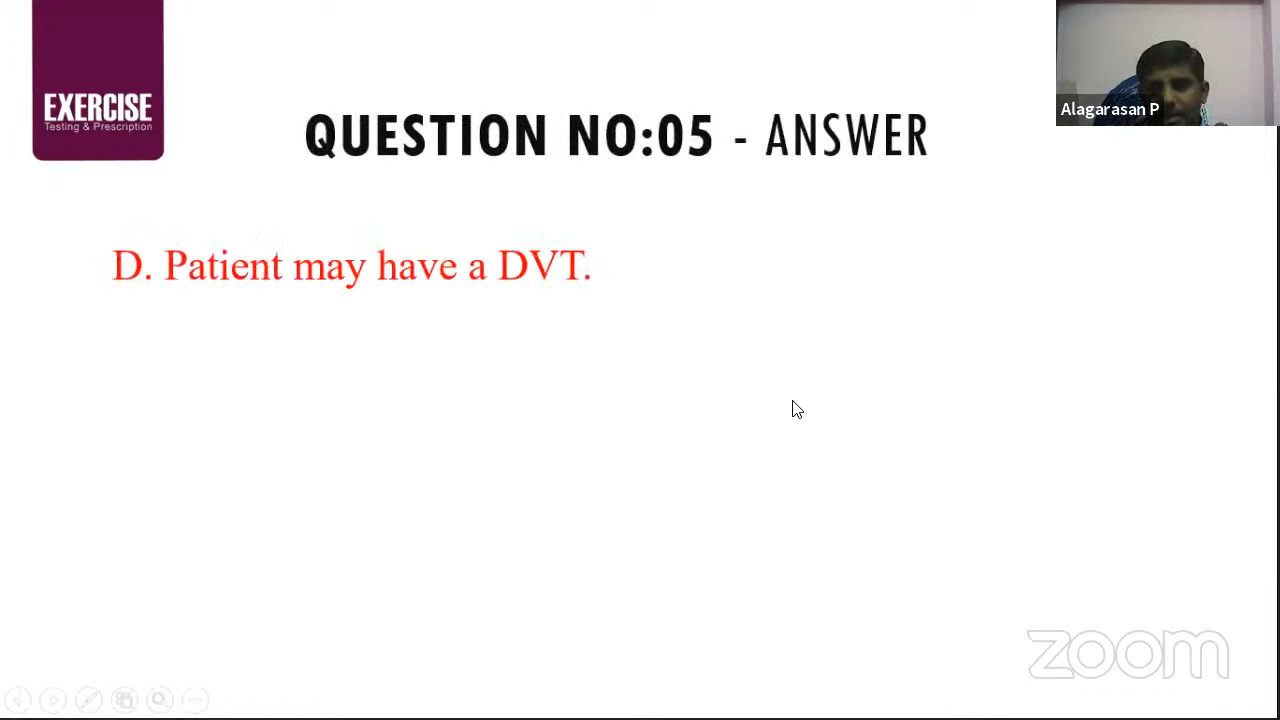 EXERCISE
Testing & Prescription
Alagarasan P
QUESTION NO:05 - ANSWER
D. Patient may have a DVT.
zoom